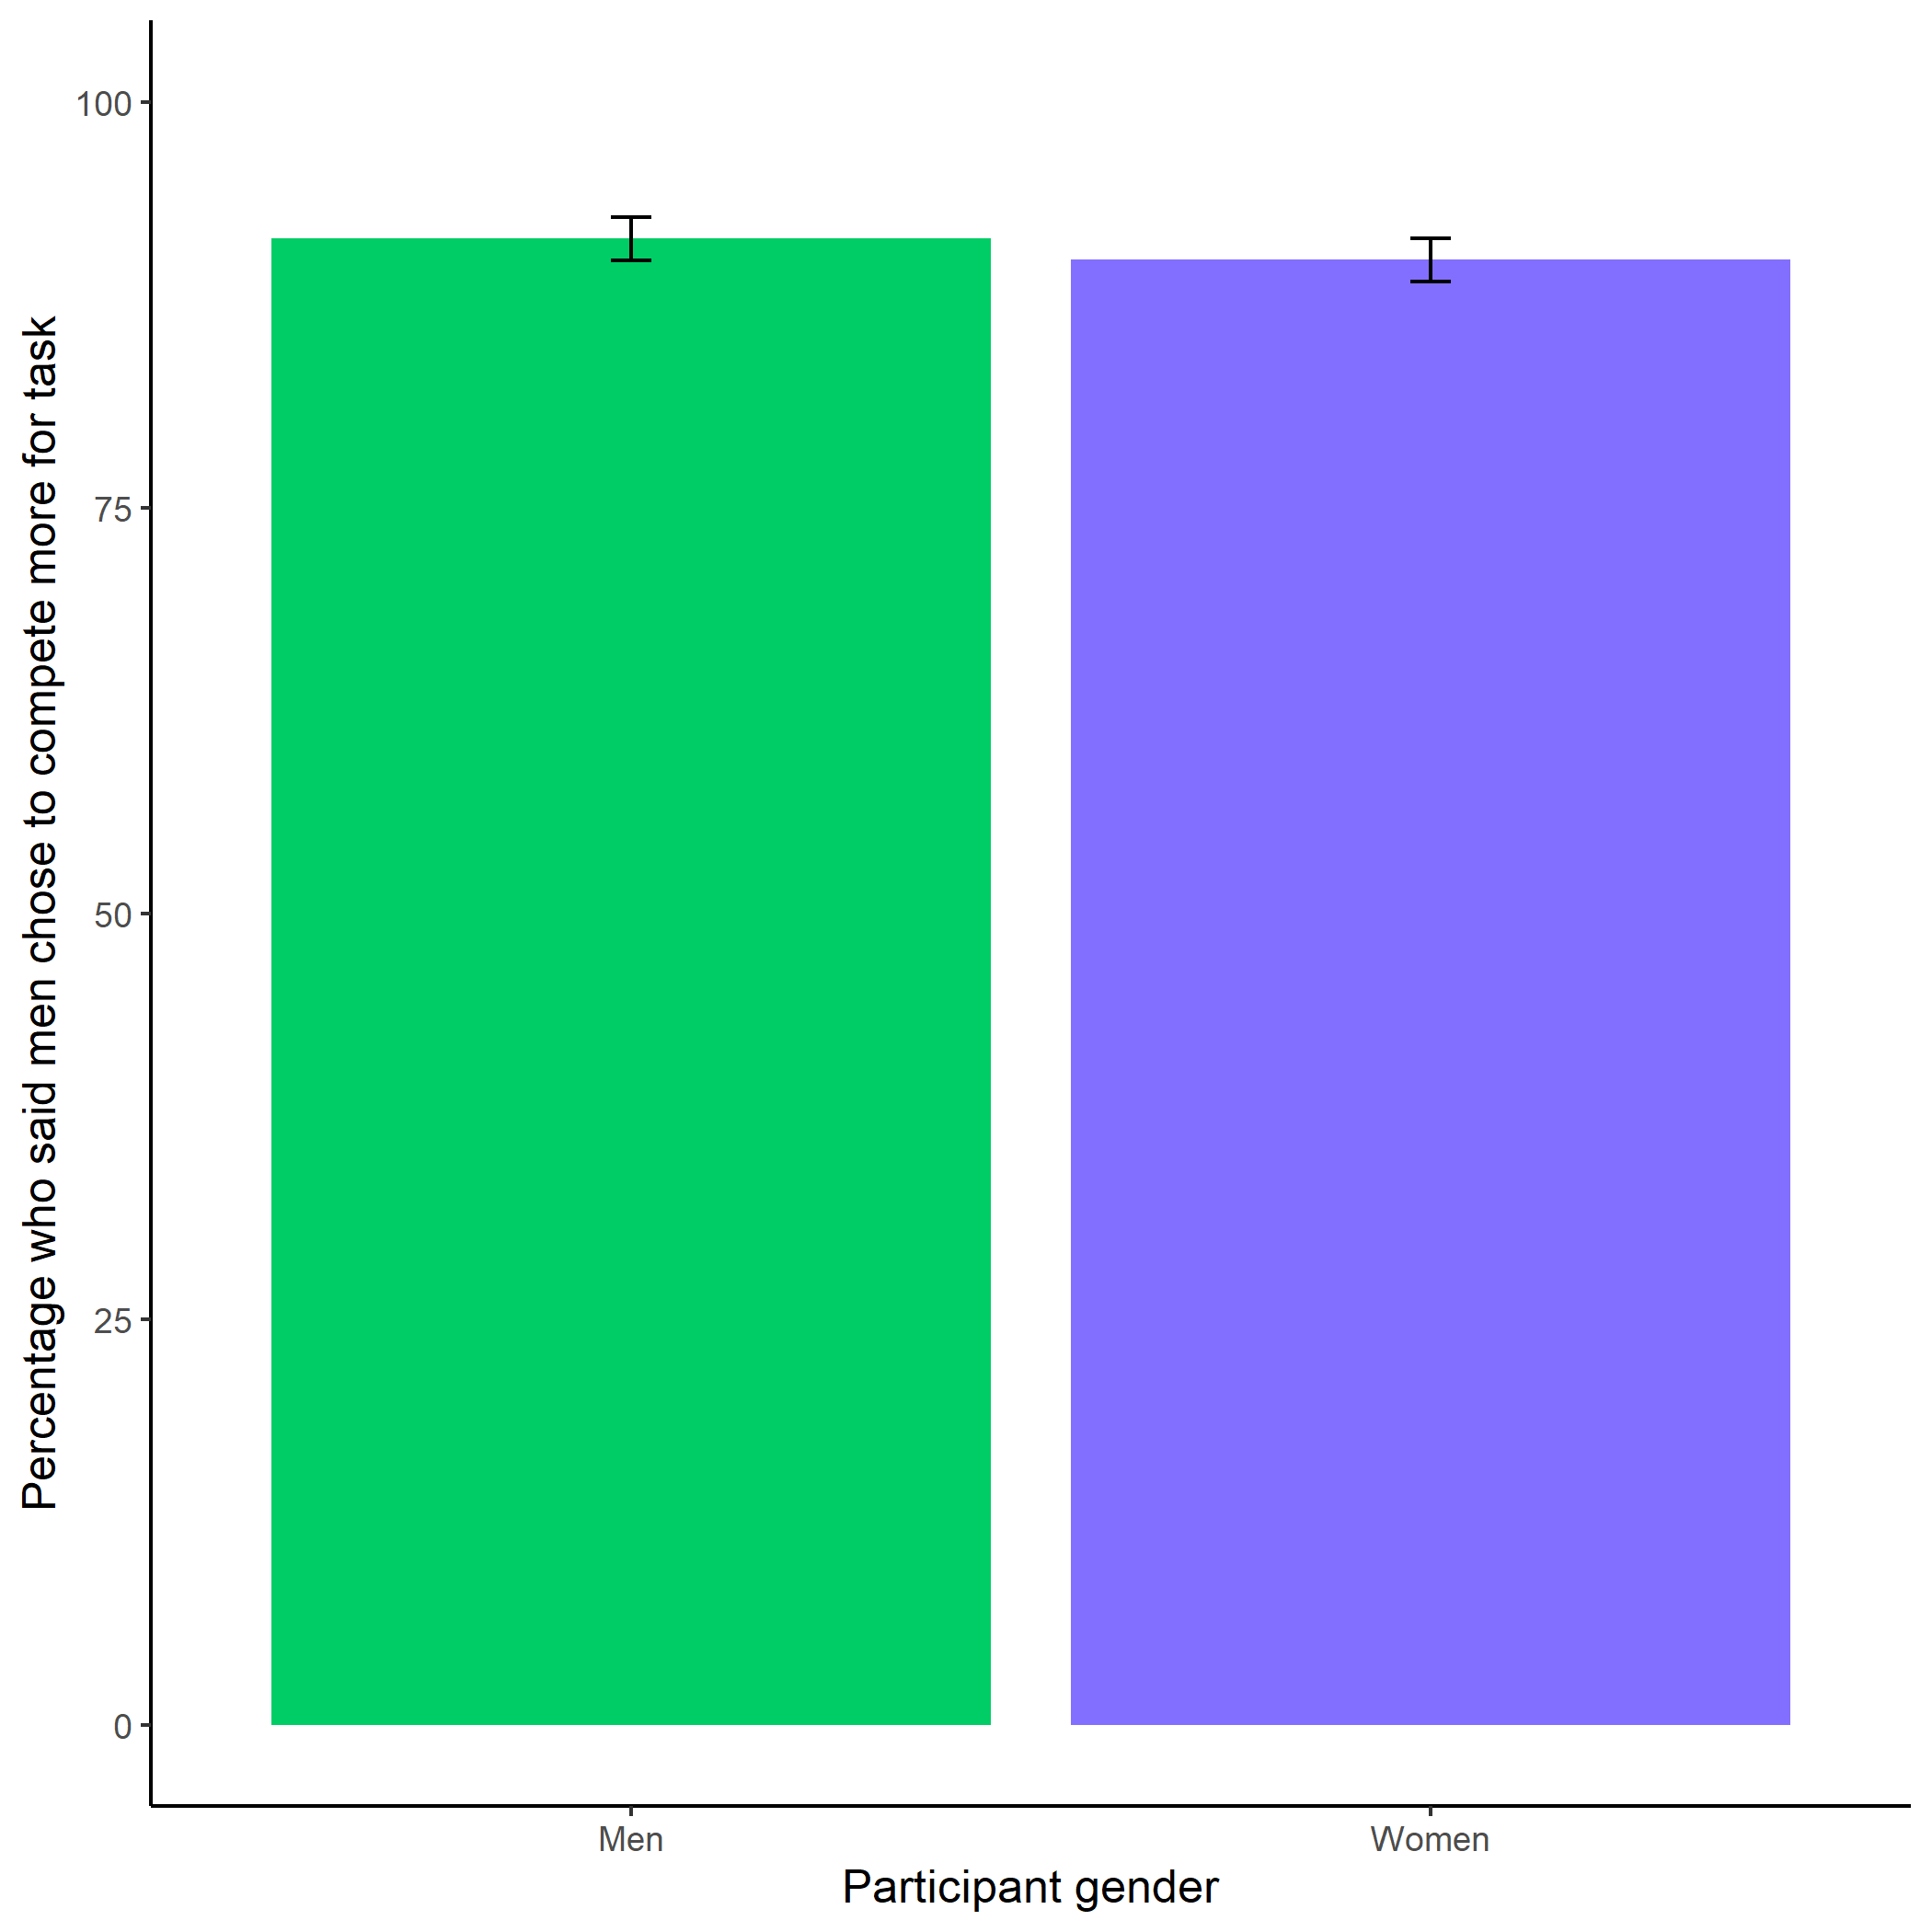 Percentage who said men chose to compete more for task
100
75
50
25
0
Men
Women
Participant gender